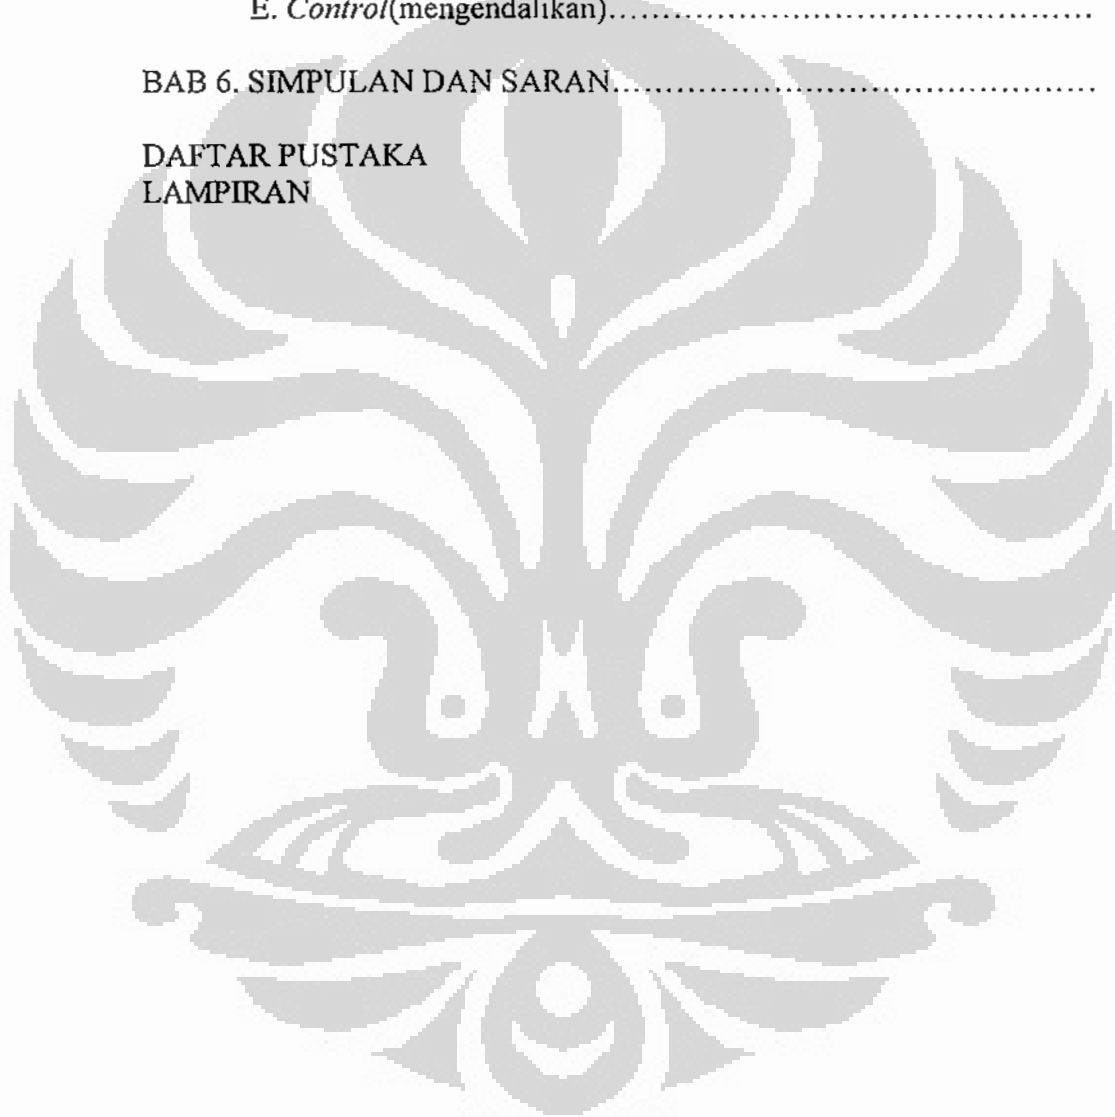 E. Control(mengendalikan)……………………………………………
BAB 6. SIMPULAN DAN SARAN……………………………………………
DAFTAR PUSTAKA
LAMPIRAN